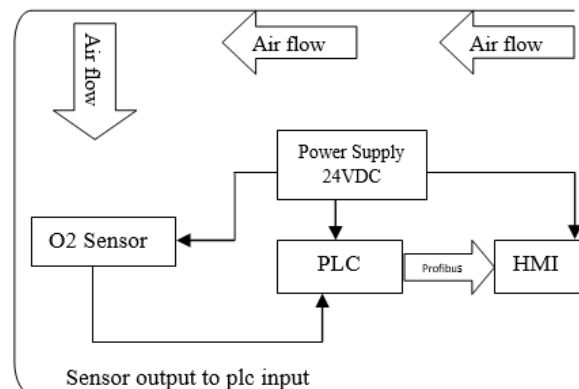 Air flow
Air flow
Air flow
Power Supply
24VDC
O2 Sensor
PLC
Profibus
HMI
Sensor output to plc input